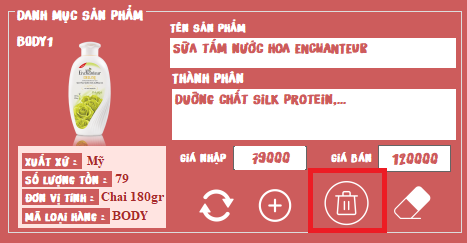 DANH MỤC SẢN PHẨM
BODY1
TÊN SẢN PHẨM
SỮA TẮM NƯỚC HOA ENCHANTEUR
THÀNH PHẦN
DƯỠNG CHẤT SILK PROTEIN,...
Enchanteur
GIÁ NHẬP 79000 GIÁ BÁN 120000
XUẤT XỨ : Mỹ
SỐ LƯỢNG TỒN : 79
ĐƠN VỊ TÍNH : Chai 180gr
MÃ LOẠI HÀNG : BODY